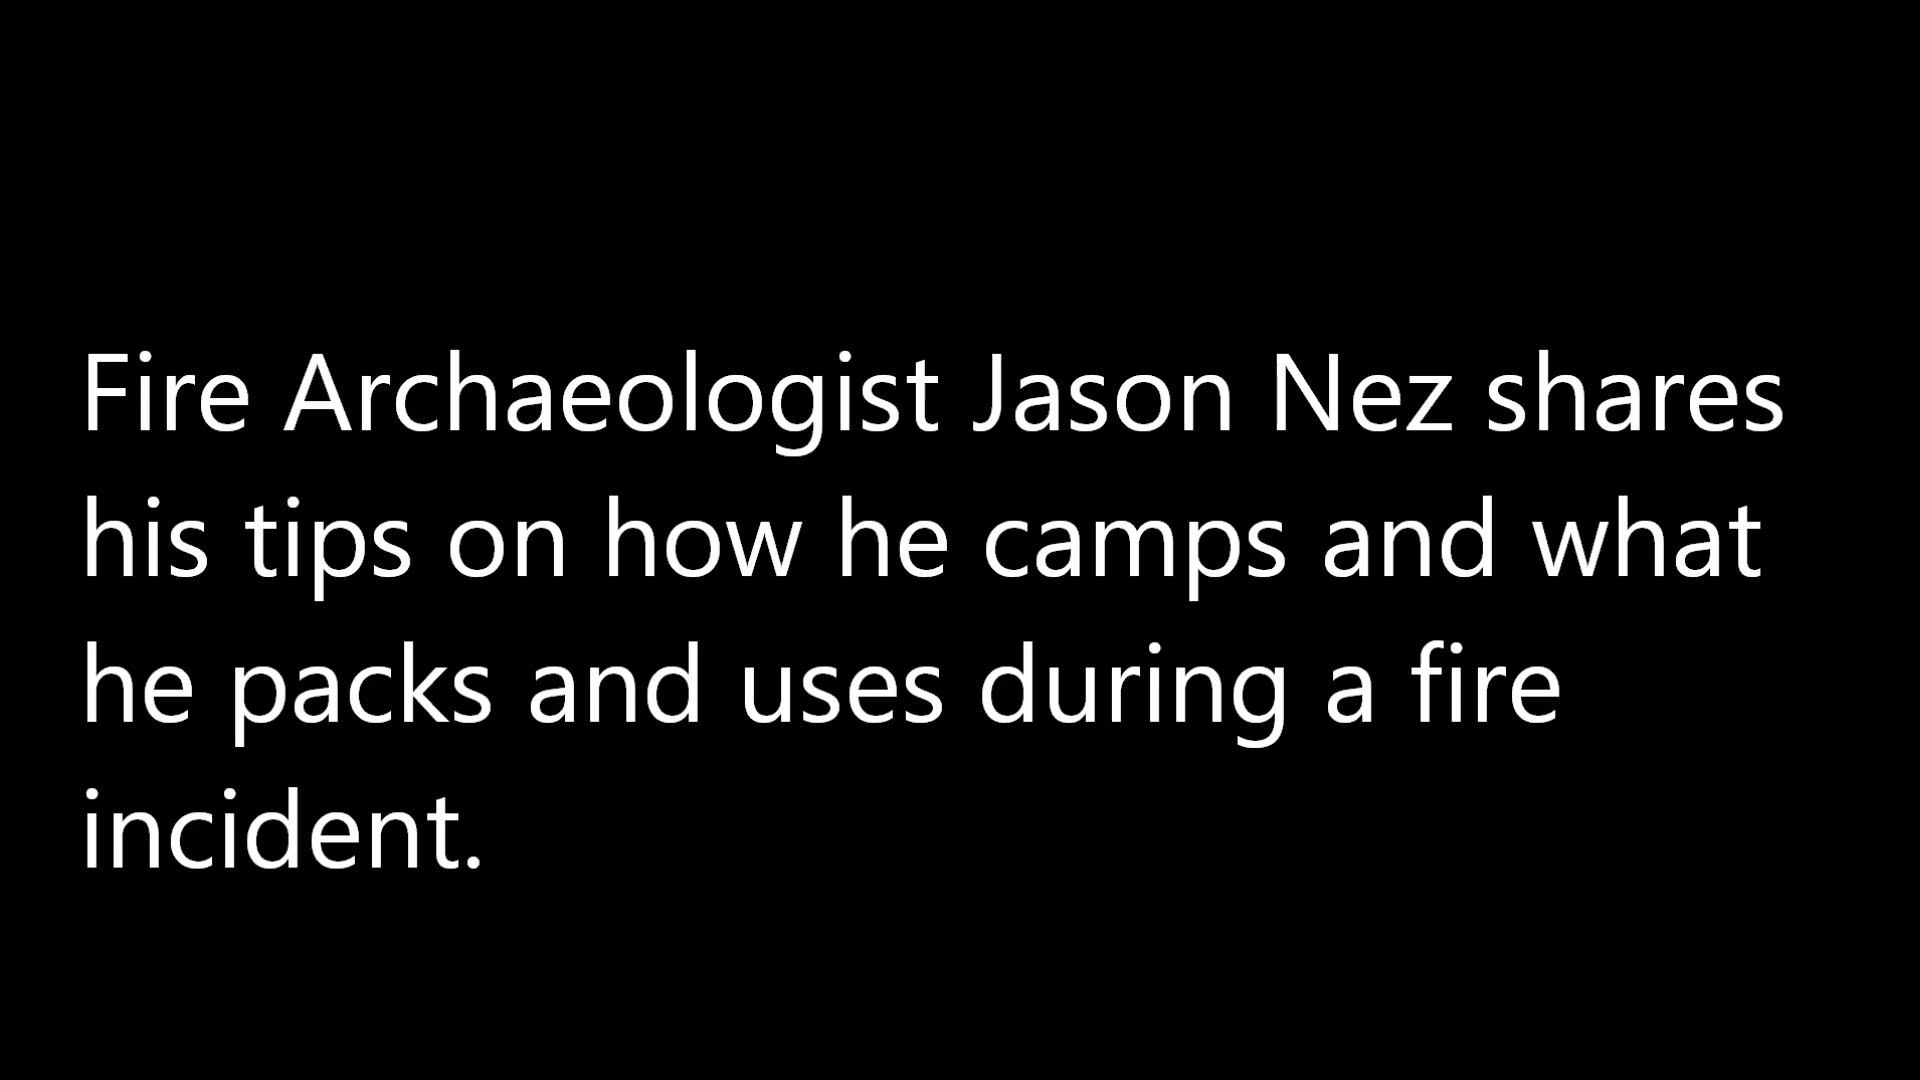 Fire Archaeologist Jason Nez shares
his tips on how he camps and what
he packs and uses during a fire
incident.